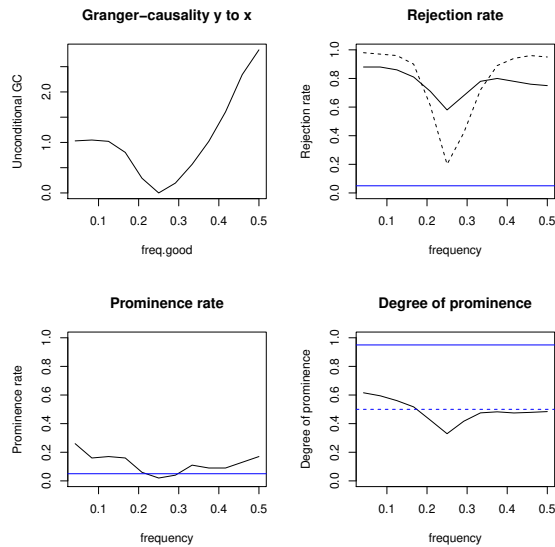 Granger−causality y to x
Unconditional GC
0.0 1.0 2.0
0.1 0.2 0.3 0.4 0.5
freq.good
Rejection rate
Rejection rate
0.0 0.2 0.4 0.6 0.8 1.0
0.1 0.2 0.3 0.4 0.5
frequency
Prominence rate
Prominence rate
0.0 0.2 0.4 0.6 0.8 1.0
0.1 0.2 0.3 0.4 0.5
frequency
Degree of prominence
Degree of prominence
0.0 0.2 0.4 0.6 0.8 1.0
0.1 0.2 0.3 0.4 0.5
frequency